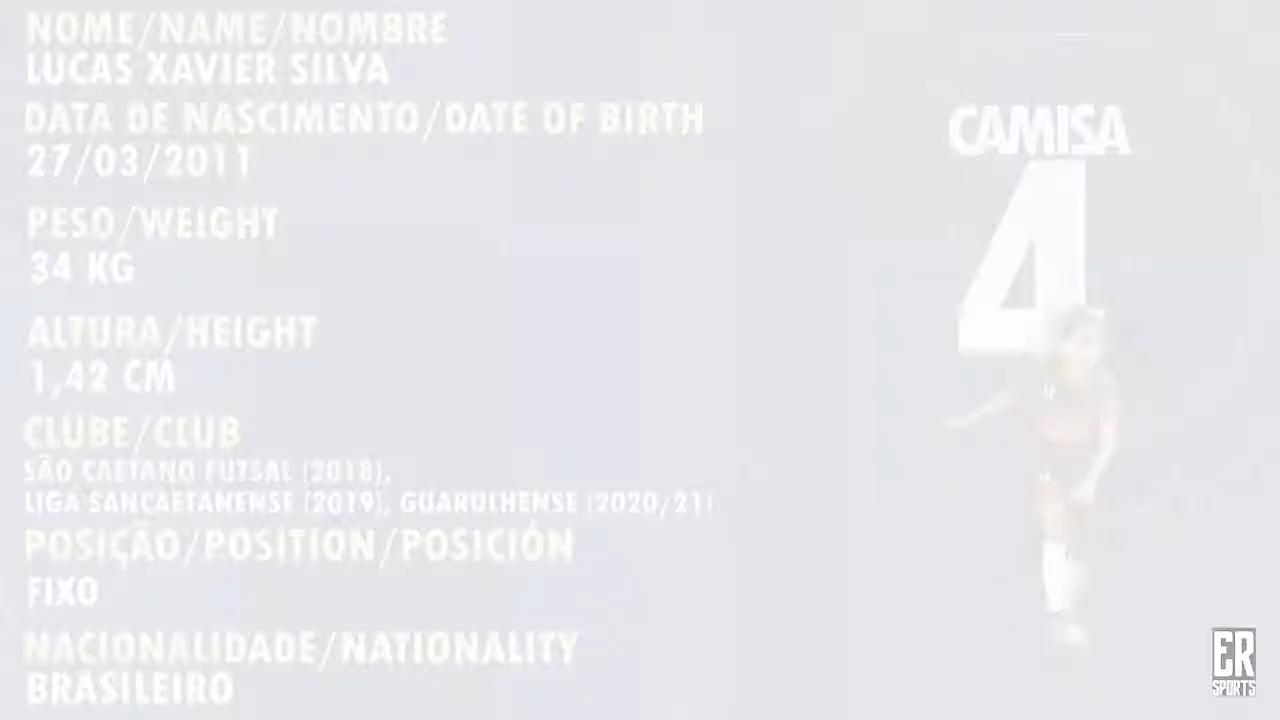 NOME/NAME/NOMBRE
LUCAS XAVIER SILVA
DATA DE NASCIMENTO/DATE OF BIRTH
27/03/2011
PESO/WEIGHT
34 KG
ALTURA/HEIGHT
1,42 CM
CLUBE/CLUB
SÃO CAETANO FUTSAL (2018),
LIGA SANCAETANENSE (2019), GUARULHENSE (2020/21)
POSIÇÃO/POSITION/POSICIÓN
FIXO
NACIONALIDADE/NATIONALITY
BRASILEIRO
CAMISA
4
ER
SPORTS